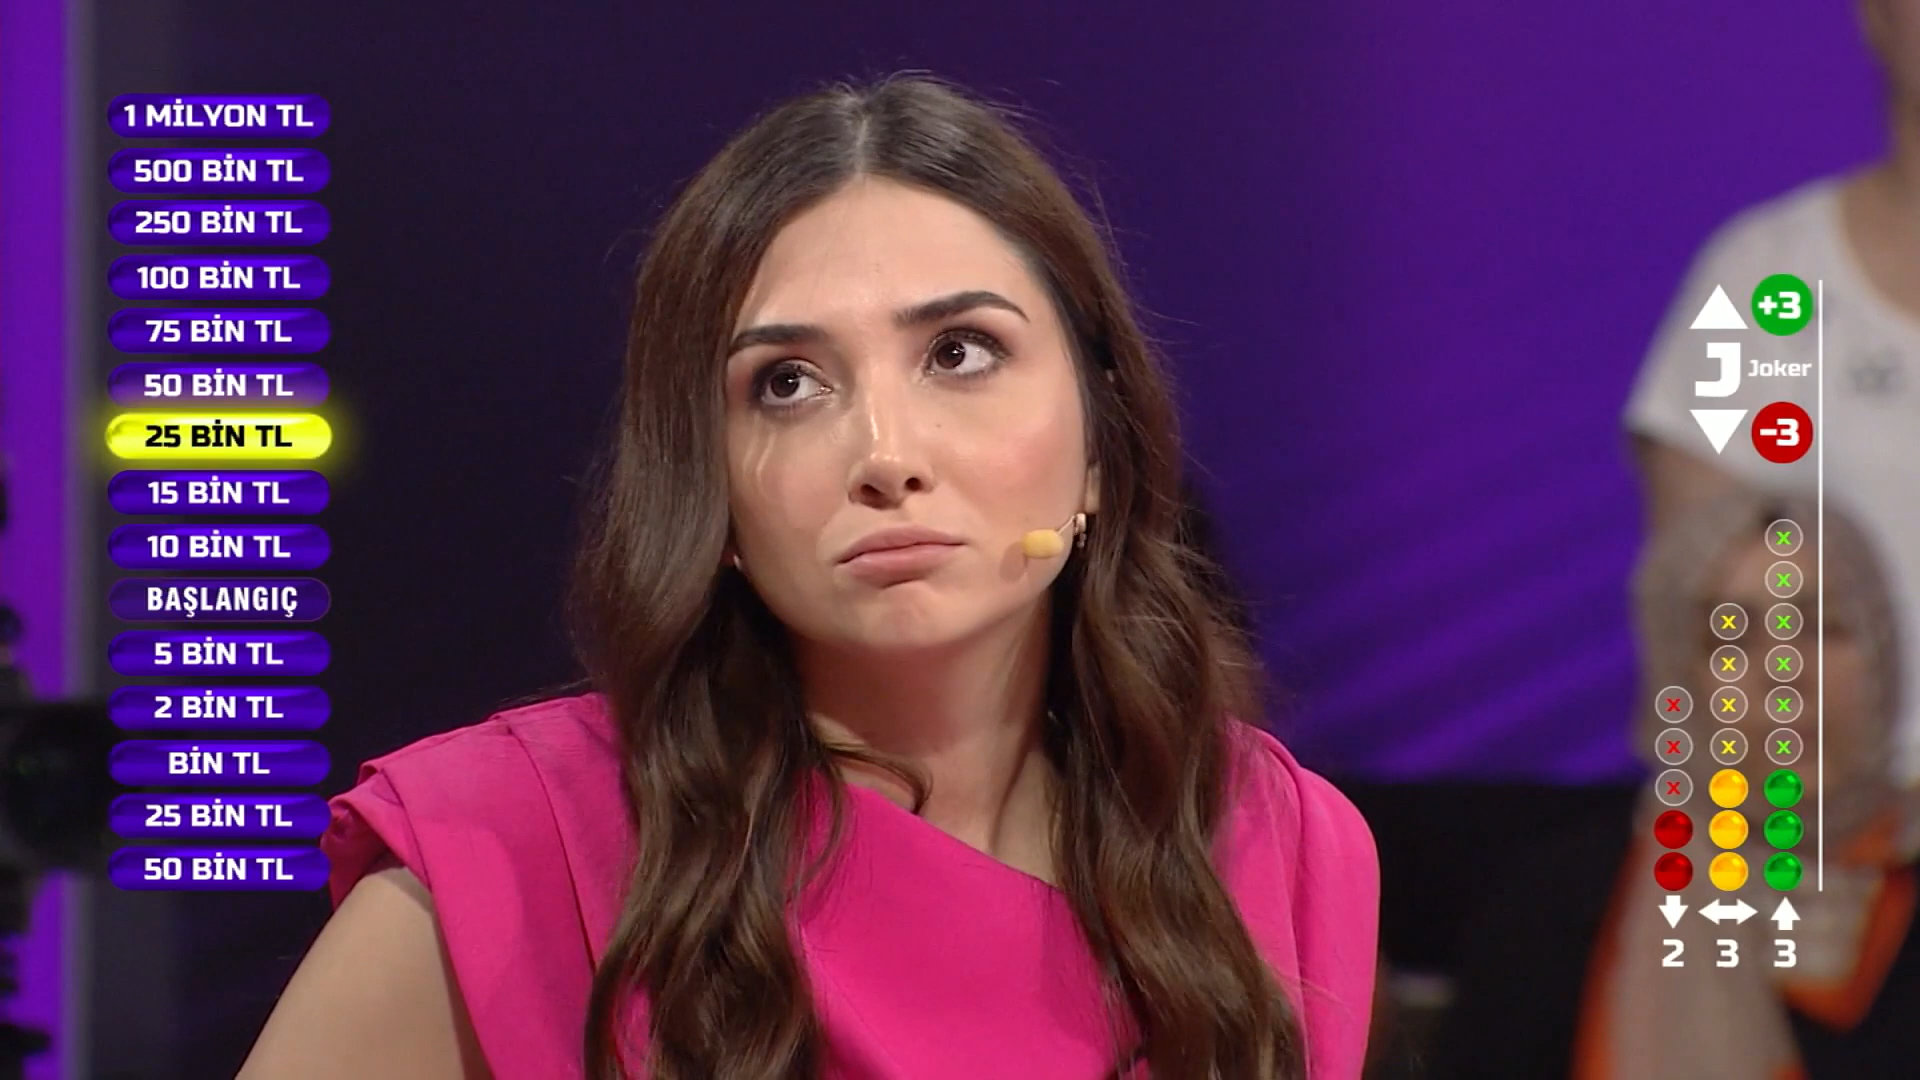 1 MİLYON TL
500 BİN TL
250 BİN TL
100 BİN TL
75 BİN TL
50 BİN TL
25 BİN TL
15 BİN TL
10 BİN TL
BAŞLANGIÇ
5 BİN TL
2 BİN TL
BİN TL
25 BİN TL
50 BİN TL
+3
J Joker
-3
x
x
x x
x x
x x x
x x x
x
2 3 3